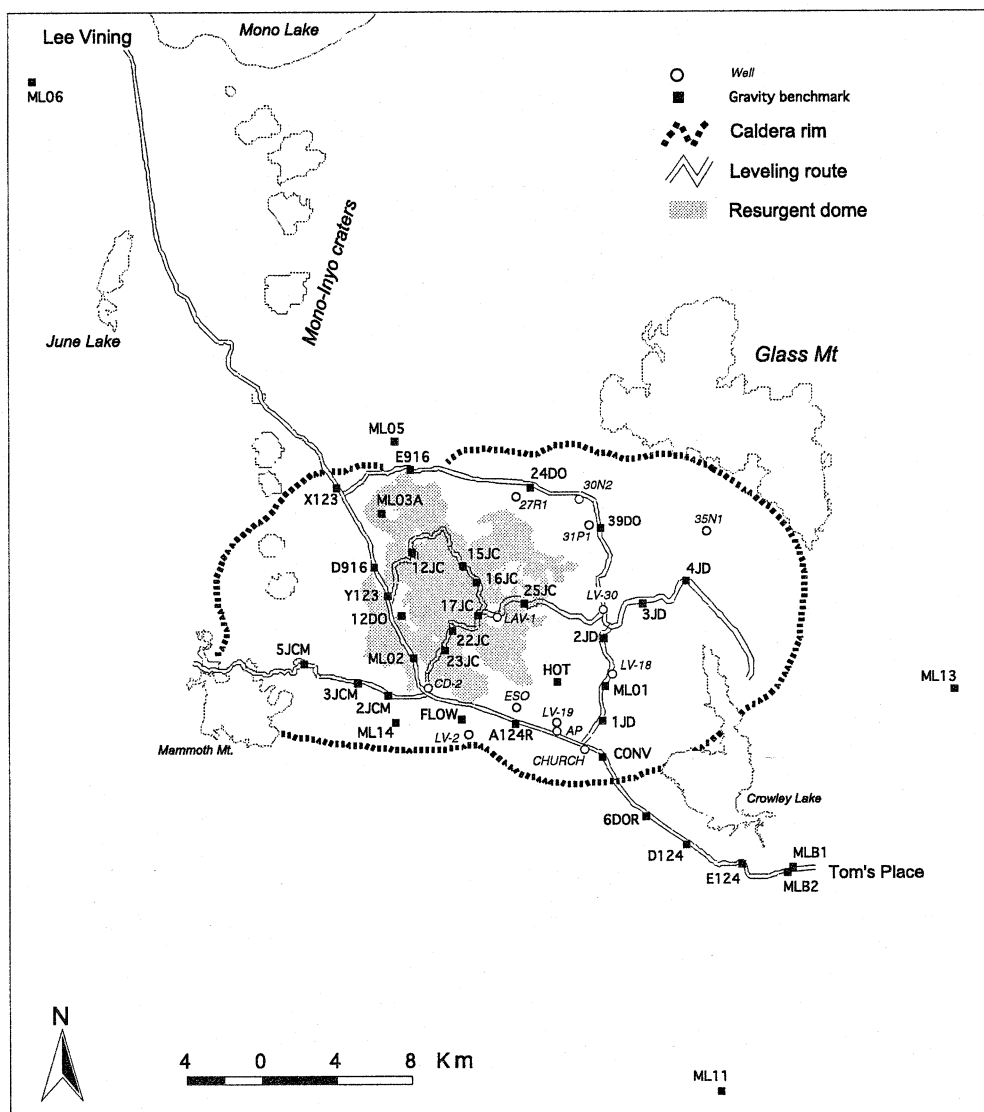 Lee Vining
Mono Lake
ML06
Well
Gravity benchmark
Caldera rim
Leveling route
Resurgent dome
Mono-Inyo craters
June Lake
Glass Mt
ML05
E916
X123
ML03A
24DO
30N2
27R1
31P1
39DO
35N1
D916
12JC
15JC
16JC
4JD
Y123
12DO
17JC
25JC
LAV-1
LV-30
3JD
22JC
2JD
23JC
ML02
5JCM
3JCM
2JCM
CD-2
HOT
LV-18
ML01
ML13
ML14
FLOW
LV-2
ESO
A124R
LV-19
AP
1JD
CHURCH
CONV
Mammoth Mt.
Crowley Lake
6DOR
D124
E124
MLB1
MLB2
Tom's Place
N
4 0 4 8 Km
ML11